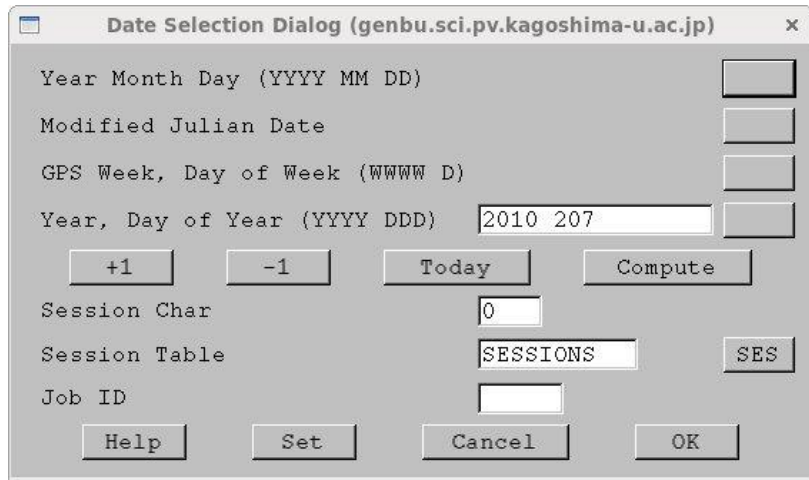 Date Selection Dialog (genbu.sci.pv.kagoshima-u.ac.jp) ×
Year Month Day (YYYY MM DD)
Modified Julian Date
GPS Week, Day of Week (WWWW D)
Year, Day of Year (YYYY DDD) 2010 207
+1 -1 Today Compute
Session Char 0
Session Table SESSIONS SES
Job ID
Help Set Cancel OK